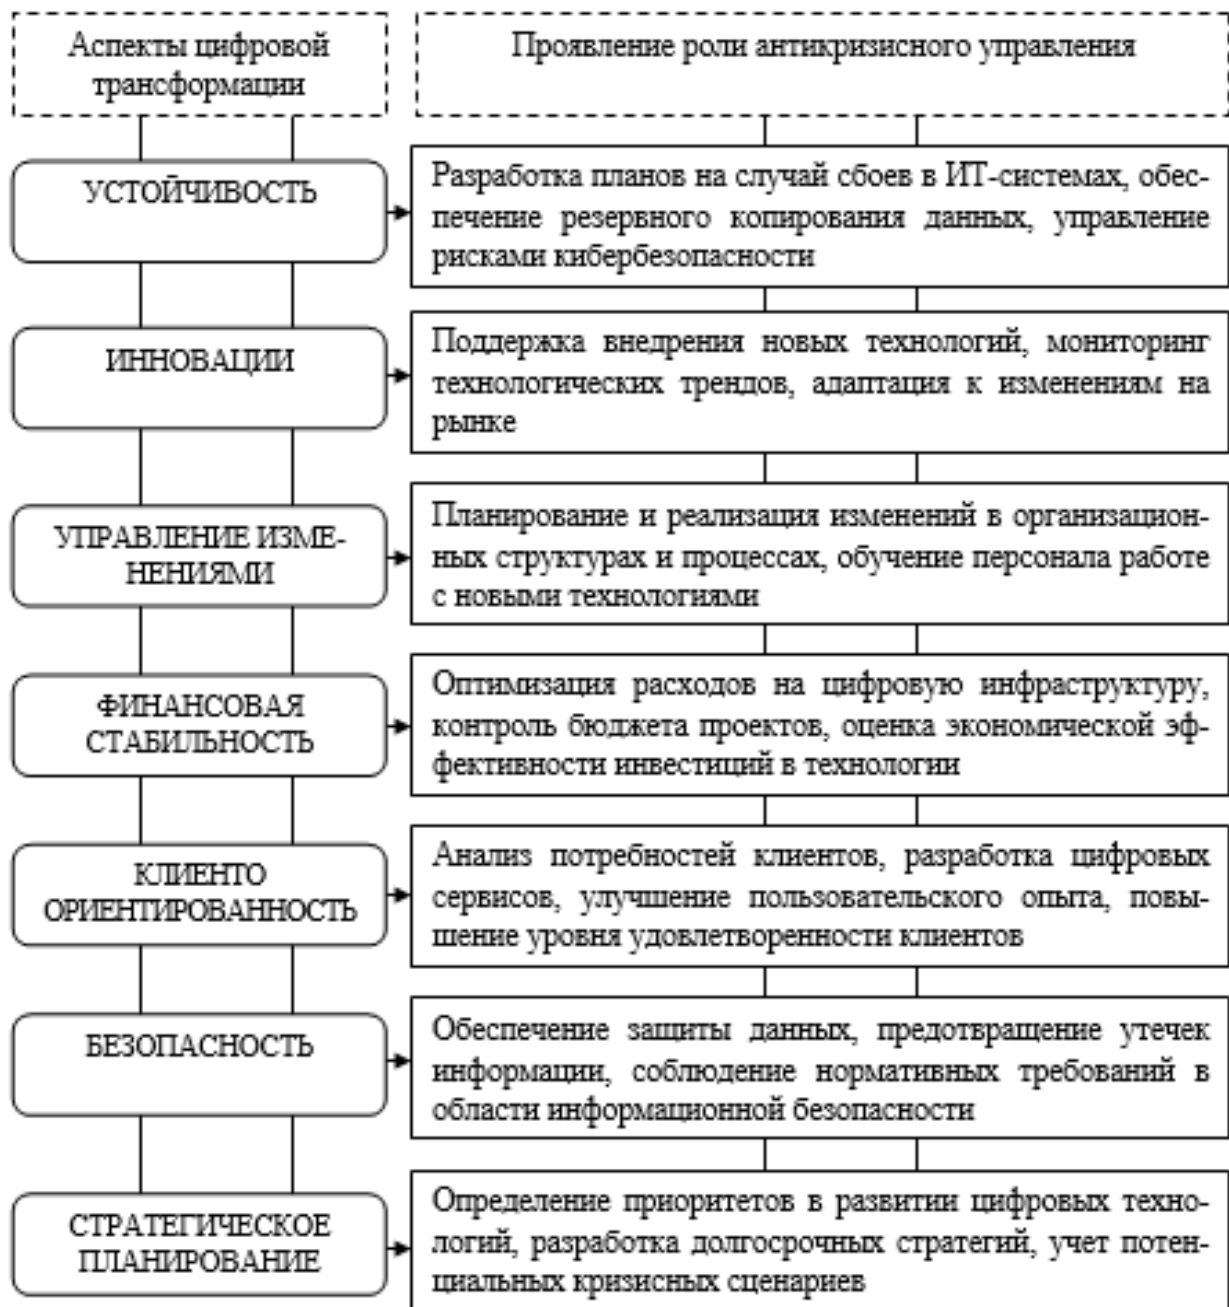 Аспекты цифровой
трансформации
Проявление роли антикризисного управления
УСТОЙЧИВОСТЬ
Разработка планов на случай сбоев в ИТ-системах, обес-
печение резервного копирования данных, управление
рисками кибербезопасности
ИННОВАЦИИ
Поддержка внедрения новых технологий, мониторинг
технологических трендов, адаптация к изменениям на
рынке
УПРАВЛЕНИЕ ИЗМЕ-
НЕНИЯМИ
Планирование и реализация изменений в организацион-
ных структурах и процессах, обучение персонала работе
с новыми технологиями
ФИНАНСОВАЯ
СТАБИЛЬНОСТЬ
Оптимизация расходов на цифровую инфраструктуру,
контроль бюджета проектов, оценка экономической эф-
фективности инвестиций в технологии
КЛИЕНТО
ОРИЕНТИРОВАННОСТЬ
Анализ потребностей клиентов, разработка цифровых
сервисов, улучшение пользовательского опыта, повы-
шение уровня удовлетворенности клиентов
БЕЗОПАСНОСТЬ
Обеспечение защиты данных, предотвращение утечек
информации, соблюдение нормативных требований в
области информационной безопасности
СТРАТЕГИЧЕСКОЕ
ПЛАНИРОВАНИЕ
Определение приоритетов в развитии цифровых техно-
логий, разработка долгосрочных стратегий, учет потен-
циальных кризисных сценариев